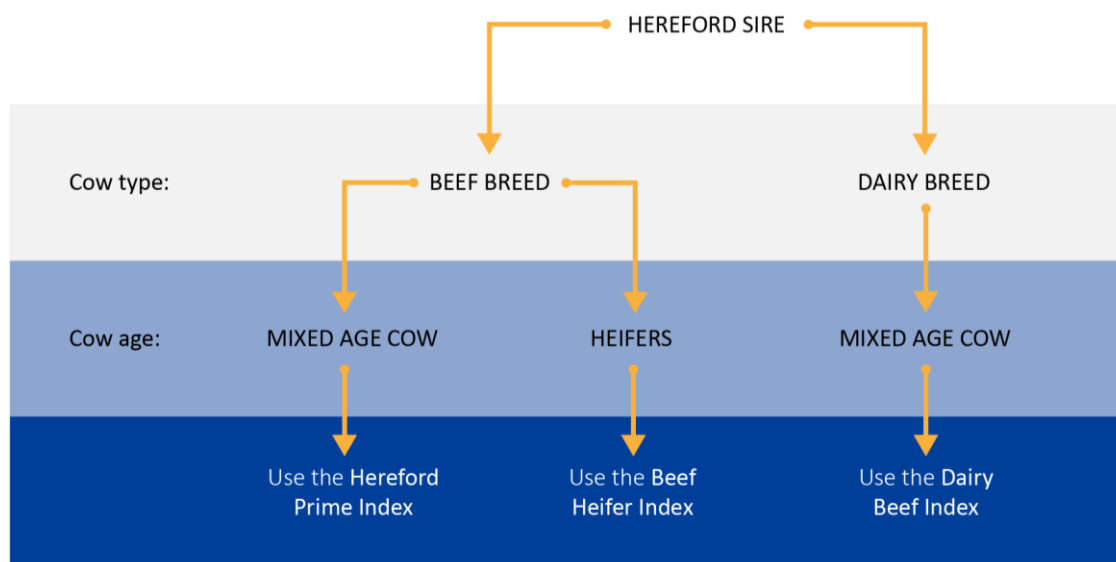 HEREFORD SIRE
Cow type:
BEEF BREED
DAIRY BREED
Cow age:
MIXED AGE COW
HEIFERS
MIXED AGE COW
Use the Hereford
Prime Index
Use the Beef
Heifer Index
Use the Dairy
Beef Index